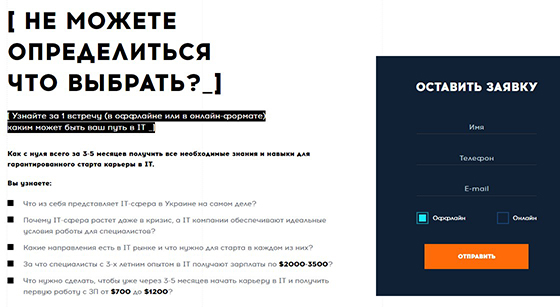 [ НЕ МОЖЕТЕ
ОПРЕДЕЛИТЬСЯ
ЧТО ВЫБРАТЬ?_]
[ Узнайте за 1 встречу (в оффлайне или в онлайн-формате)
каким может быть ваш путь в IT _]
Как с нуля всего за 3-5 месяцев получить все необходимые знания и навыки для
гарантированного старта карьеры в IT.
Вы узнаете:
Что из себя представляет IT-сфера в Украине на самом деле?
Почему IT-сфера растет даже в кризис, а IT компании обеспечивают идеальные
условия работы для специалистов?
Какие направления есть в IT рынке и что нужно для старта в каждом из них?
За что специалисты с 3-х летним опытом в IT получают зарплаты по $2000-3500?
Что нужно сделать, чтобы уже через 3-5 месяцев начать карьеру в IT и получить
первую работу с ЗП от $700 до $1200?
ОСТАВИТЬ ЗАЯВКУ
Имя
Телефон
E-mail
Оффлайн
Онлайн
ОТПРАВИТЬ